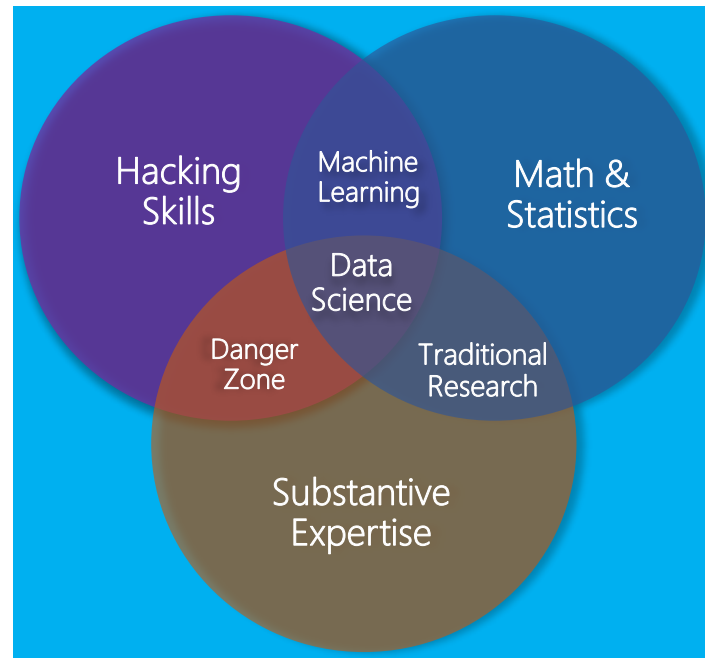 Hacking
Skills
Machine
Learning
Math &
Statistics
Data
Science
Danger
Zone
Traditional
Research
Substantive
Expertise